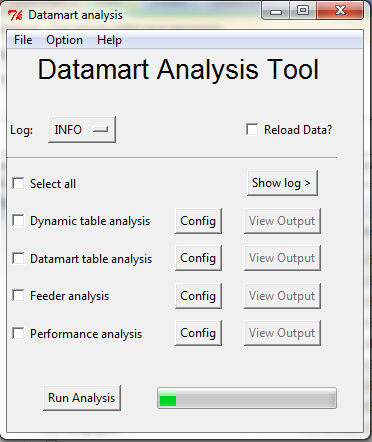 Datamart analysis
File Option Help
Datamart Analysis Tool
Log: INFO Reload Data?
Select all Show log >
Dynamic table analysis Config View Output
Datamart table analysis Config View Output
Feeder analysis Config View Output
Performance analysis Config View Output
Run Analysis